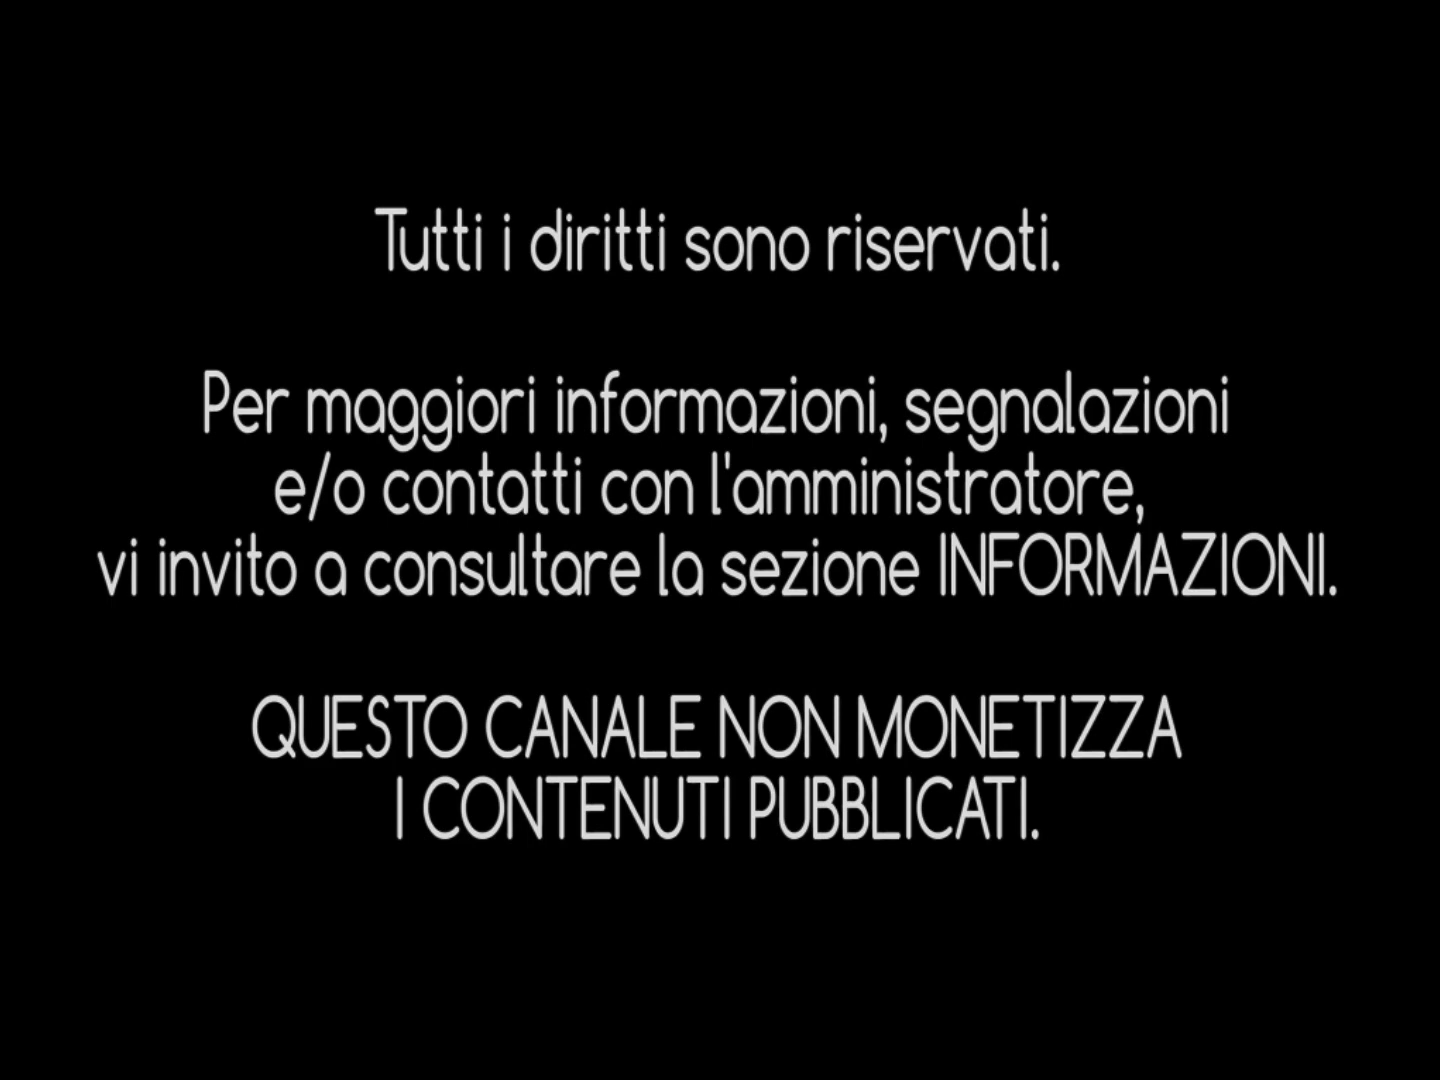 Tutti i diritti sono riservati.
Per maggiori informazioni, segnalazioni
e/o contatti con l'amministratore,
vi invito a consultare la sezione INFORMAZIONI.
QUESTO CANALE NON MONETIZZA
I CONTENUTI PUBBLICATI.